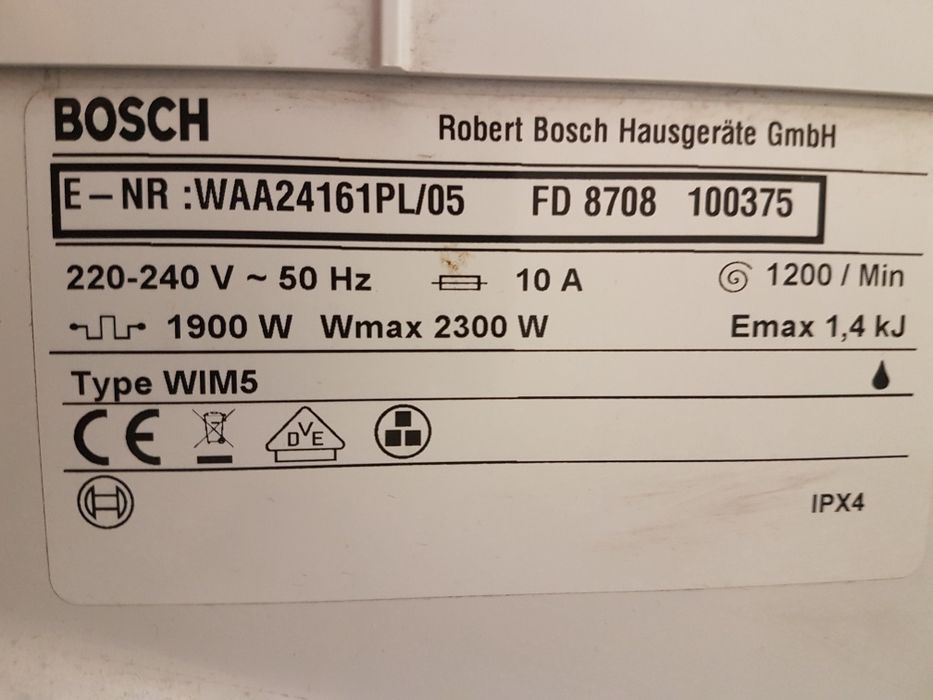 BOSCH Robert Bosch Hausgeräte GmbH
E-NR :WAA24161PL/05 FD 8708 100375
220-240 V ~ 50 Hz 10 A 1200 / Min
1900 W Wmax 2300 W Emax 1,4 kJ
Type WIM5
CE DVE
IPX4